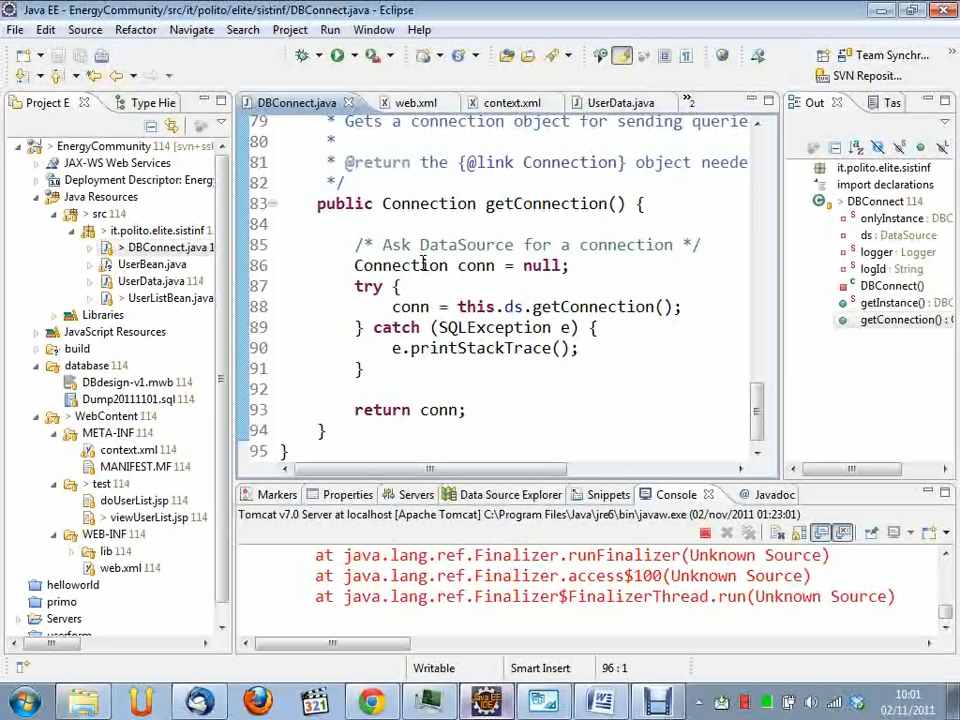 Java EE - EnergyCommunity/src/it/polito/elite/sistinf/DBConnect.java - Eclipse
File Edit Source Refactor Navigate Search Project Run Window Help
Team Synchr...
SVN Reposit...
Project E
Type Hie
DBConnect.java
web.xml
context.xml
UserData.java
»2
Out
Tas
EnergyCommunity 114 [svn+ssl
JAX-WS Web Services
Deployment Descriptor: Energ
Java Resources
src 114
it.polito.elite.sistinf 114
> DBConnect.java 1
UserBean.java 114
UserData.java 114
> UserListBean.java 114
Libraries
JavaScript Resources
build
database 114
DBdesign-v1.mwb 114
Dump20111101.sql 114
> WebContent 114
META-INF 114
context.xml 114
MANIFEST.MF 114
> test 114
doUserList.jsp 114
> viewUserList.jsp 114
WEB-INF 114
lib 114
web.xml 114
helloworld
primo
Servers
userform
79 * Gets a connection object for sending querie
80 *
81 * @return the {@link Connection} object neede
82 */
83 public Connection getConnection() {
84
85 /* Ask DataSource for a connection */
86 Connection conn = null;
87 try {
88 conn = this.ds.getConnection();
89 } catch (SQLException e) {
90 e.printStackTrace();
91 }
92
93 return conn;
94 }
95 }
it.polito.elite.sistinf
import declarations
DBConnect 114
onlyInstance : DBC
ds : DataSource
logger : Logger
logId : String
DBConnect()
getInstance() : DBC
getConnection() : C
Markers
Properties
Servers
Data Source Explorer
Snippets
Console
Javadoc
Tomcat v7.0 Server at localhost [Apache Tomcat] C:\Program Files\Java\jre6\bin\javaw.exe (02/nov/2011 01:23:01)
at java.lang.ref.Finalizer.runFinalizer(Unknown Source)
at java.lang.ref.Finalizer.access$100(Unknown Source)
at java.lang.ref.Finalizer$FinalizerThread.run(Unknown Source)
Writable
Smart Insert
96 : 1
321
10:01
02/11/2011